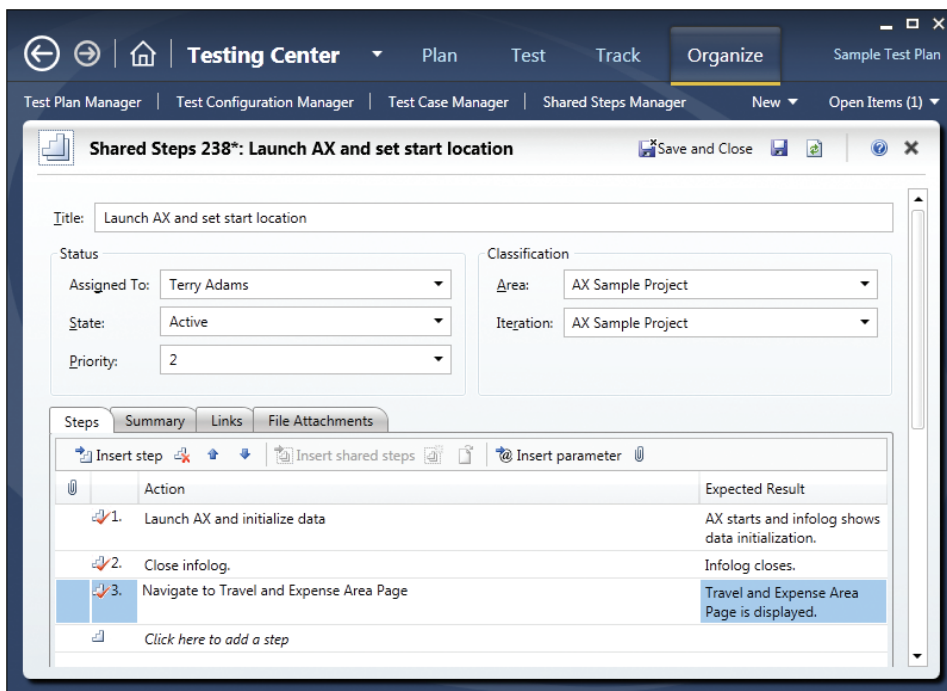 Testing Center Plan Test Track Organize Sample Test Plan
Test Plan Manager Test Configuration Manager Test Case Manager Shared Steps Manager New Open Items (1)
Shared Steps 238*: Launch AX and set start location Save and Close
Title: Launch AX and set start location
Status Classification
Assigned To: Terry Adams Area: AX Sample Project
State: Active Iteration: AX Sample Project
Priority: 2
Steps Summary Links File Attachments
Insert step Insert shared steps Insert parameter
Action Expected Result
1. Launch AX and initialize data AX starts and infolog shows
data initialization.
2. Close infolog. Infolog closes.
3. Navigate to Travel and Expense Area Page Travel and Expense Area
Page is displayed.
Click here to add a step